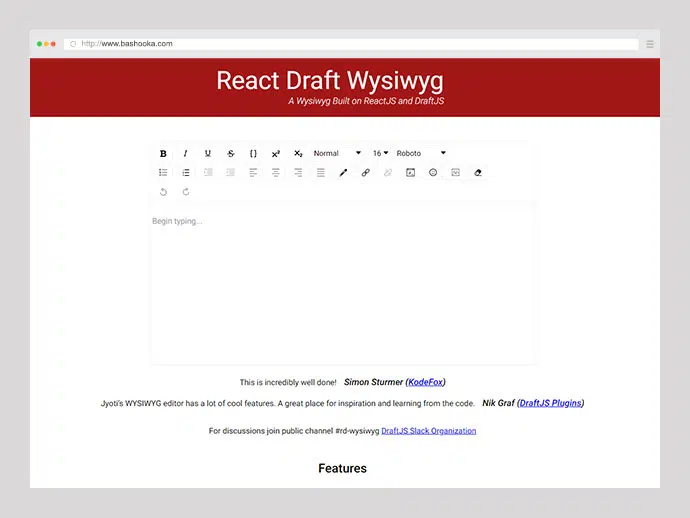 http://www.bashooka.com
React Draft Wysiwyg
A Wysiwyg Built on ReactJS and DraftJS
B I U S {} x² X₂ Normal 16 Roboto
Begin typing...
This is incredibly well done! Simon Sturmer (KodeFox)
Jyoti's WYSIWYG editor has a lot of cool features. A great place for inspiration and learning from the code. Nik Graf (DraftJS Plugins)
For discussions join public channel #rd-wysiwyg DraftJS Slack Organization
Features